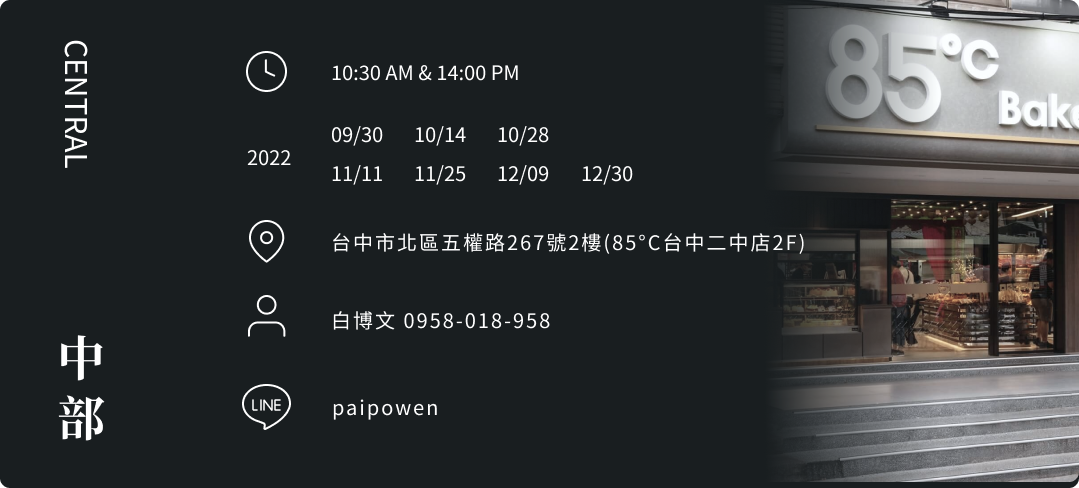 CENTRAL
中部
10:30 AM & 14:00 PM
2022
09/30 10/14 10/28
11/11 11/25 12/09 12/30
台中市北區五權路267號2樓(85°C台中二中店2F)
白博文 0958-018-958
LINE
paipowen
85°C
Bake